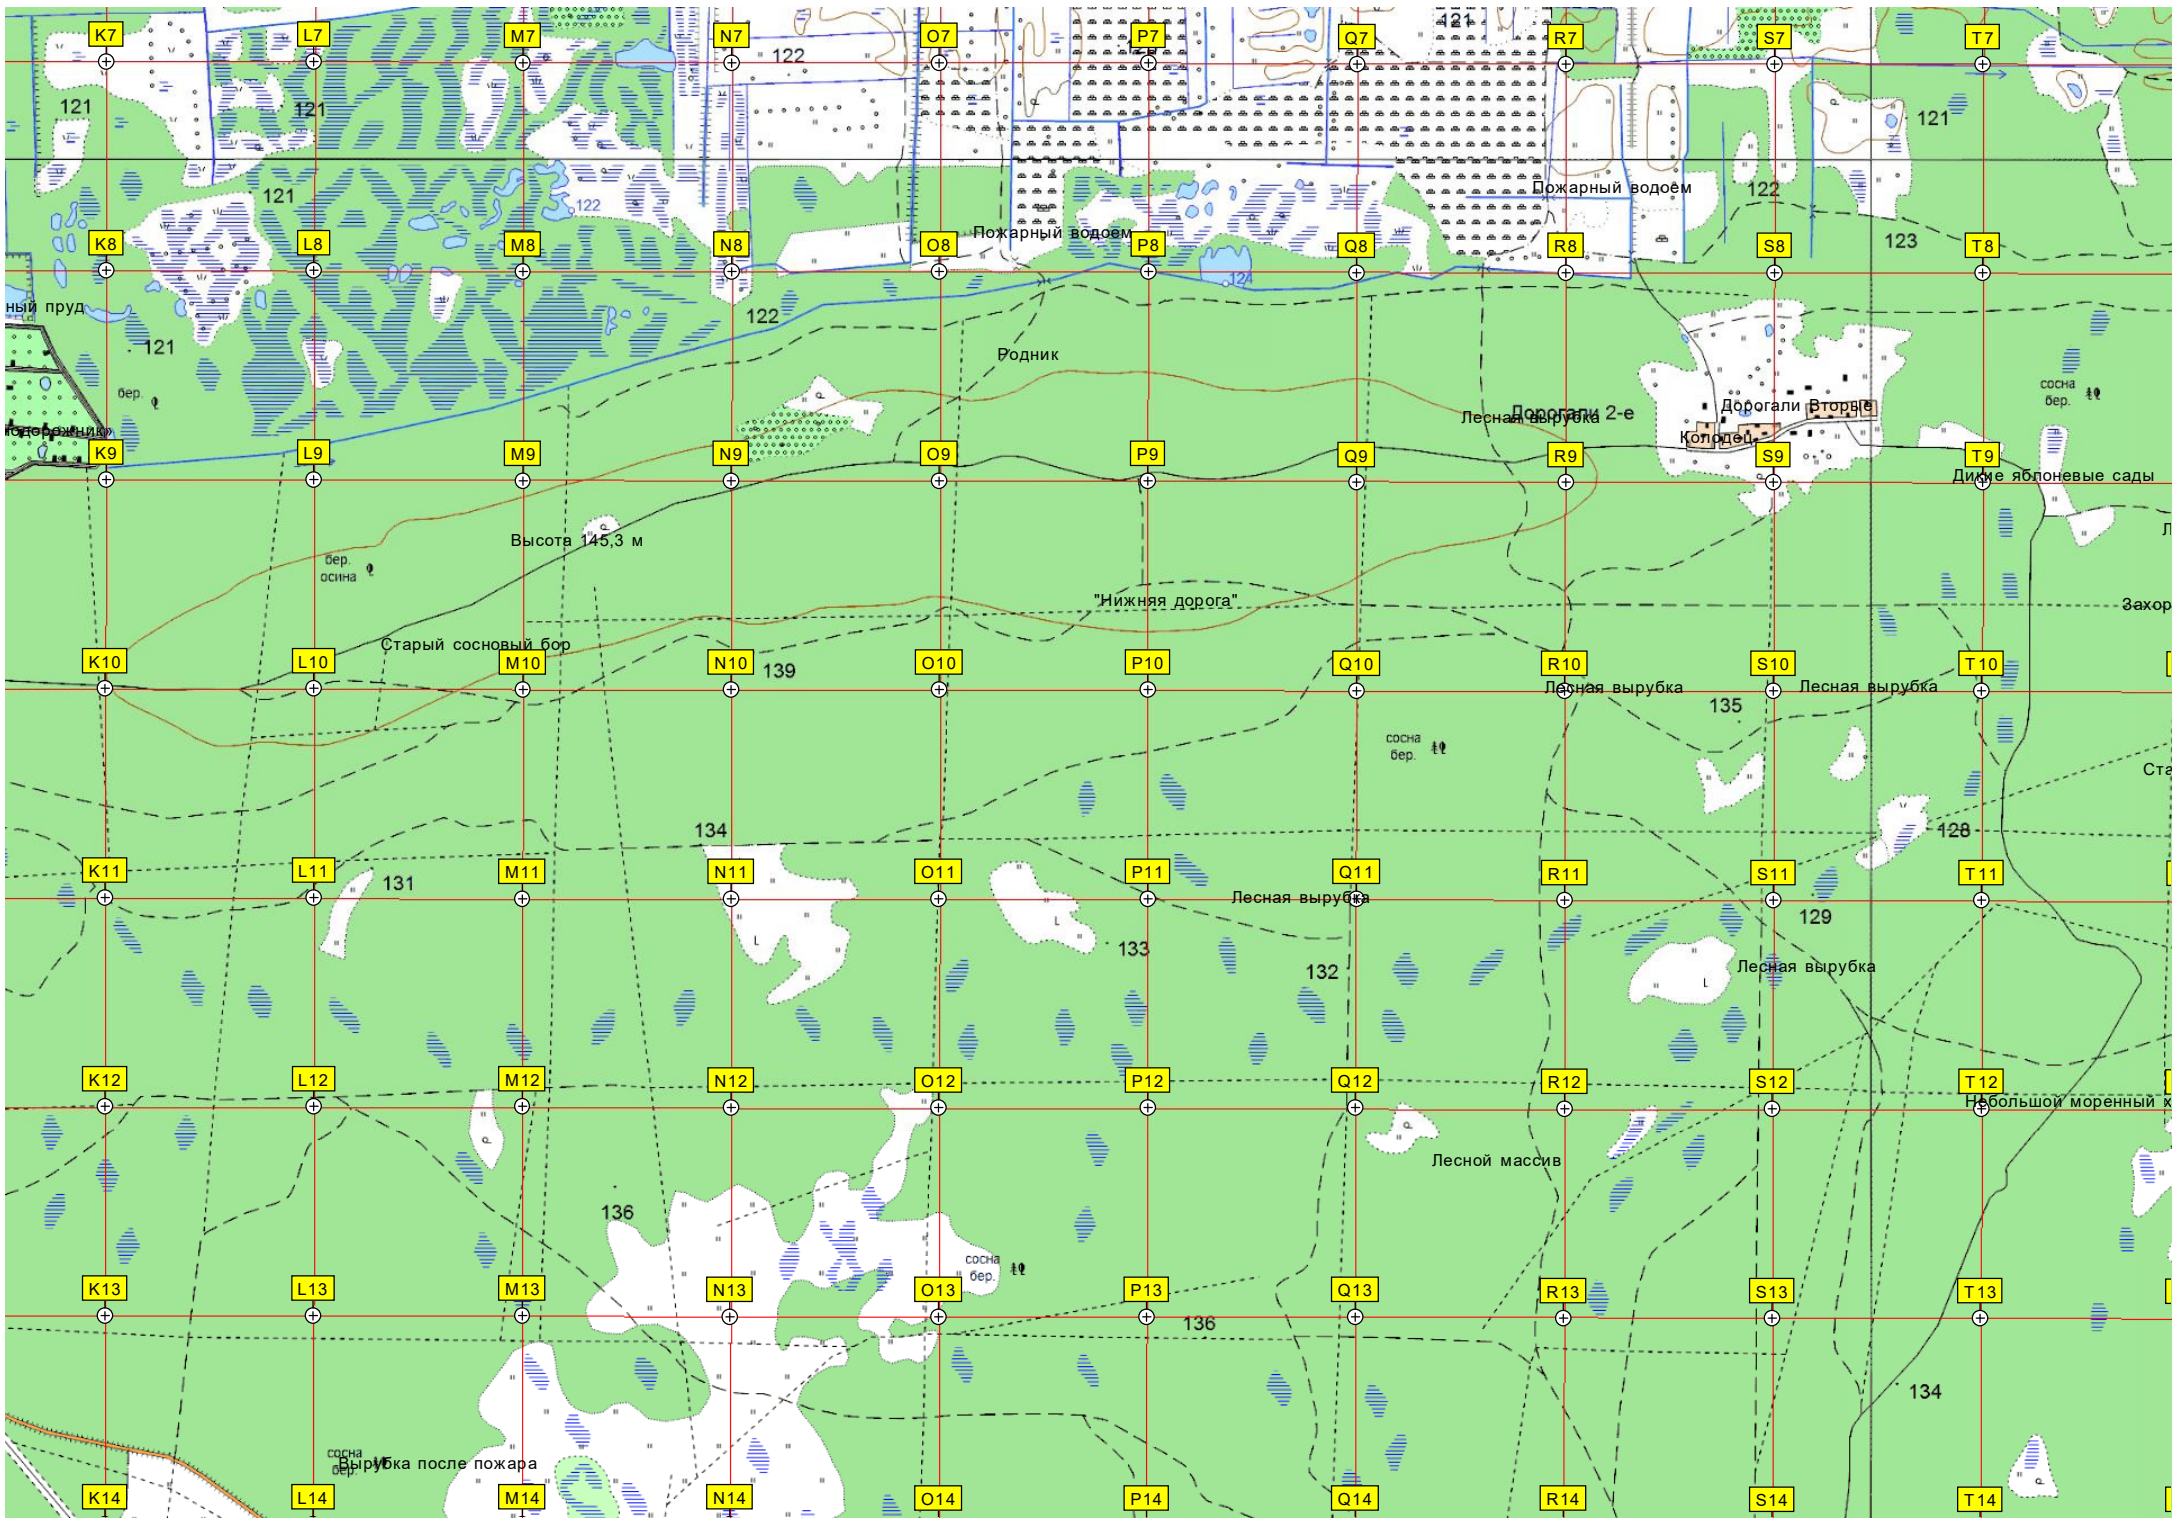 K7 L7 M7 N7 O7 P7 Q7 R7 S7 T7
121
122
121
121
121
121
122
122
Пожарный водоем
123
K8 L8 M8 N8 O8 P8 Q8 R8 S8 T8
Пожарный водоем
124
ный пруд
122
121
Родник
бер.
сосна
бер.
Дорогали 2-е
Лесная вырубка
Дорогали Вторые
Колодец
одорожник»
K9 L9 M9 N9 O9 P9 Q9 R9 S9 T9
Дикие яблоневые сады
Л
Высота 145,3 м
бер.
осина
"Нижняя дорога"
Захор
Старый сосновый бор
K10 L10 M10 N10 O10 P10 Q10 R10 S10 T10
139
Лесная вырубка
Лесная вырубка
135
сосна
бер.
Ста
134
128
K11 L11 M11 N11 O11 P11 Q11 R11 S11 T11
131
Лесная вырубка
129
133
132
Лесная вырубка
K12 L12 M12 N12 O12 P12 Q12 R12 S12 T12
Небольшой моренный х
Лесной массив
136
сосна
бер.
K13 L13 M13 N13 O13 P13 Q13 R13 S13 T13
136
134
сосна
бер.
Вырубка после пожара
K14 L14 M14 N14 O14 P14 Q14 R14 S14 T14